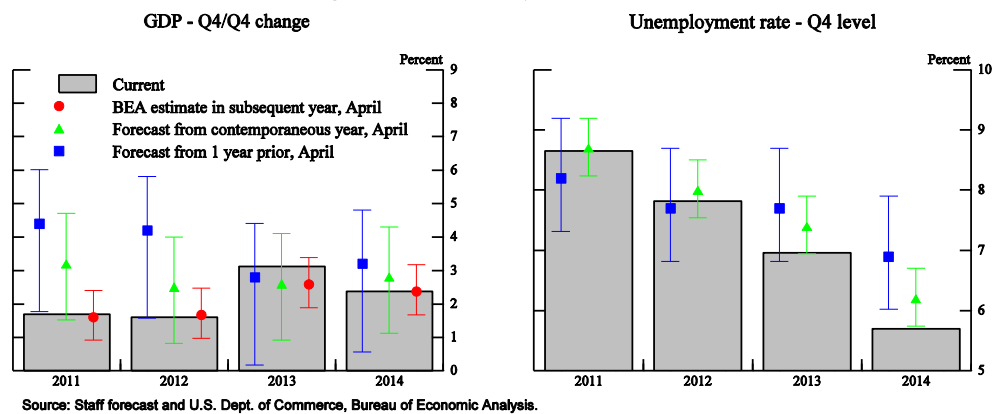 GDP - Q4/Q4 change
Percent
9
8
7
6
5
4
3
2
1
0
Current
BEA estimate in subsequent year, April
Forecast from contemporaneous year, April
Forecast from 1 year prior, April
2011 2012 2013 2014
Unemployment rate - Q4 level
Percent
10
9
8
7
6
5
2011 2012 2013 2014
Source: Staff forecast and U.S. Dept. of Commerce, Bureau of Economic Analysis.